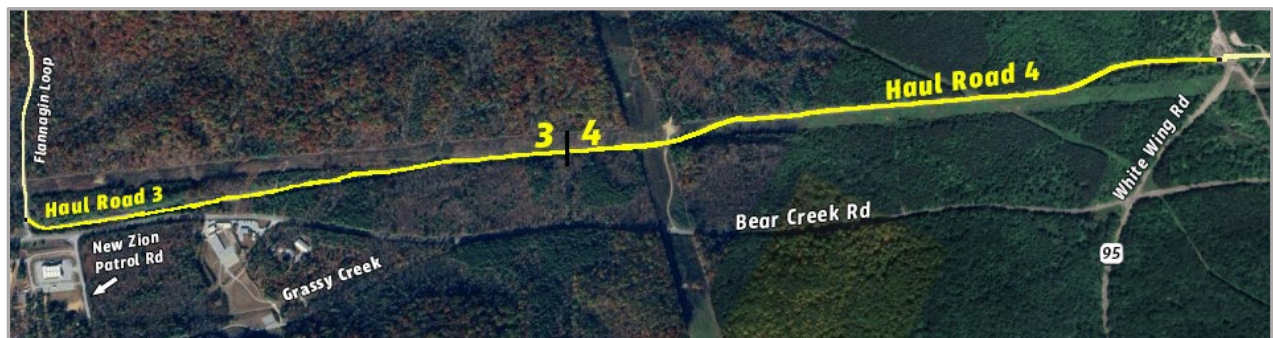 Flannagin Loop
Haul Road 3
3 4
Haul Road 4
White Wing Rd
Bear Creek Rd
New Zion
Patrol Rd
Grassy Creek
95